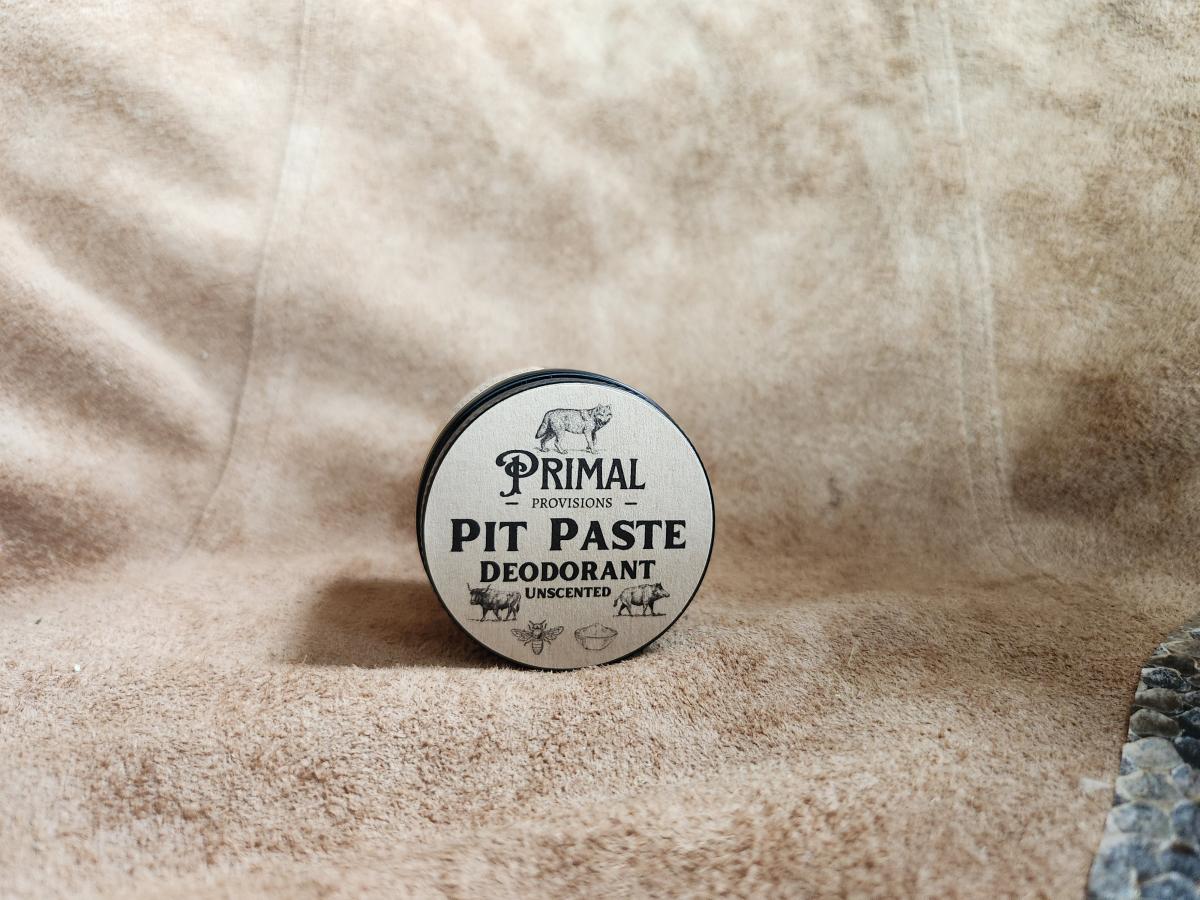 PRIMAL
– PROVISIONS –
PIT PASTE
DEODORANT
UNSCENTED